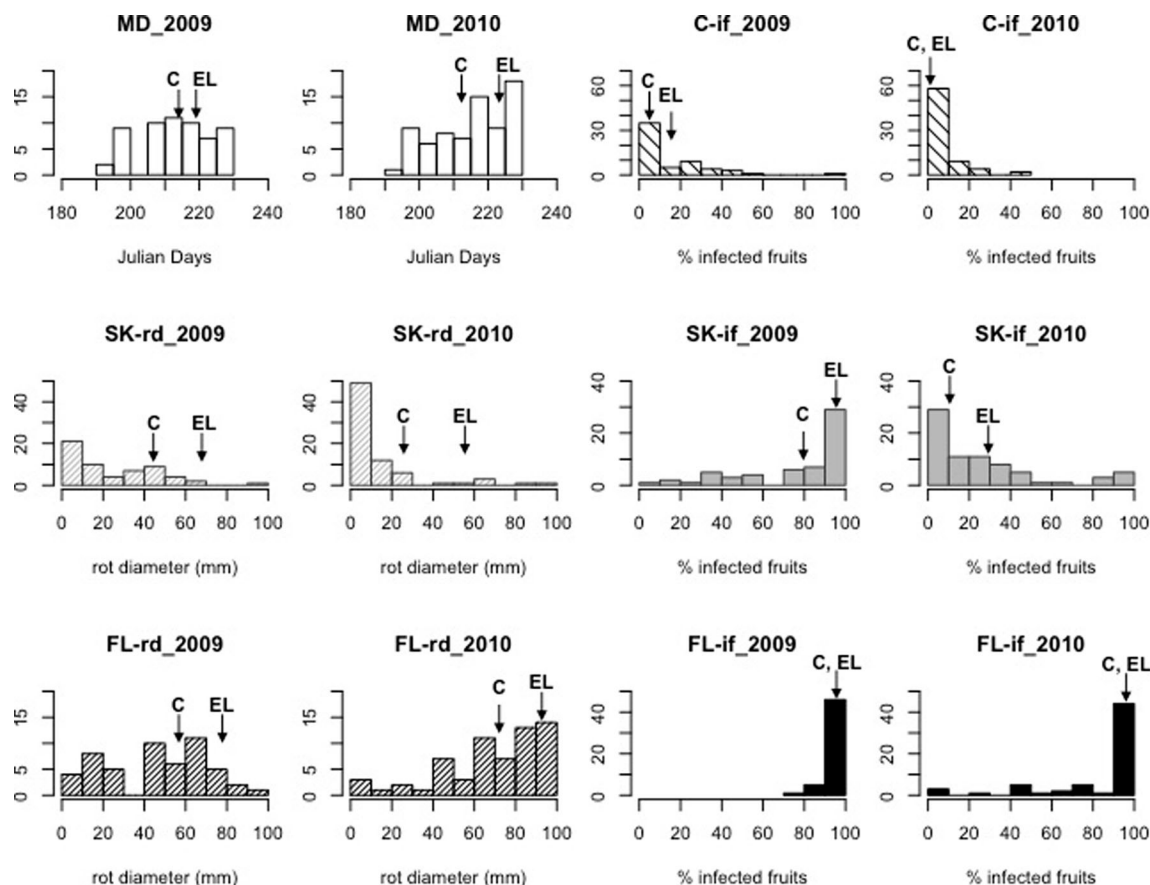 MD_2009 MD_2010 C-if_2009 C-if_2010
C EL C EL C EL C, EL
0 5 15 0 5 15 0 30 60 0 30 60
180 200 220 240 180 200 220 240 0 20 40 60 80 100 0 20 40 60 80 100
Julian Days Julian Days % infected fruits % infected fruits
SK-rd_2009 SK-rd_2010 SK-if_2009 SK-if_2010
C EL C EL C EL C EL
0 20 40 0 20 40 0 20 40 0 20 40
0 20 40 60 80 100 0 20 40 60 80 100 0 20 40 60 80 100 0 20 40 60 80 100
rot diameter (mm) rot diameter (mm) % infected fruits % infected fruits
FL-rd_2009 FL-rd_2010 FL-if_2009 FL-if_2010
C EL C EL C, EL C, EL
0 5 15 0 5 15 0 20 40 0 20 40
0 20 40 60 80 100 0 20 40 60 80 100 0 20 40 60 80 100 0 20 40 60 80 100
rot diameter (mm) rot diameter (mm) % infected fruits % infected fruits